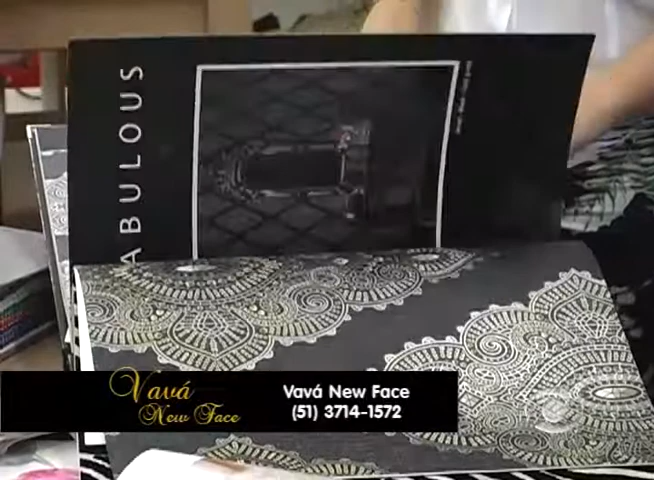 ABULOUS
Vavá
New Face
Vavá New Face
(51) 3714-1572